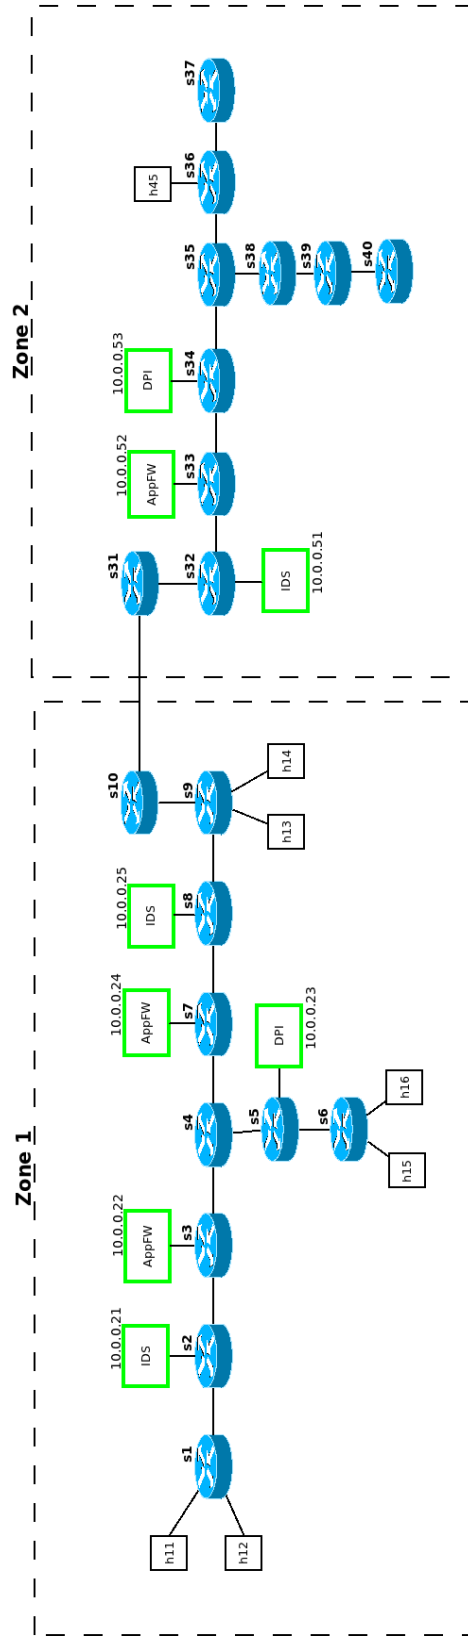 Zone 1
h11
h12
s1
10.0.0.21
IDS
s2
10.0.0.22
AppFW
s3
s4
s5
DPI
10.0.0.23
s6
h15
h16
10.0.0.24
AppFW
s7
10.0.0.25
IDS
s8
s10
s9
h13
h14
Zone 2
s31
s32
IDS
10.0.0.51
10.0.0.52
AppFW
s33
10.0.0.53
DPI
s34
s35
s38
s39
s40
h45
s36
s37